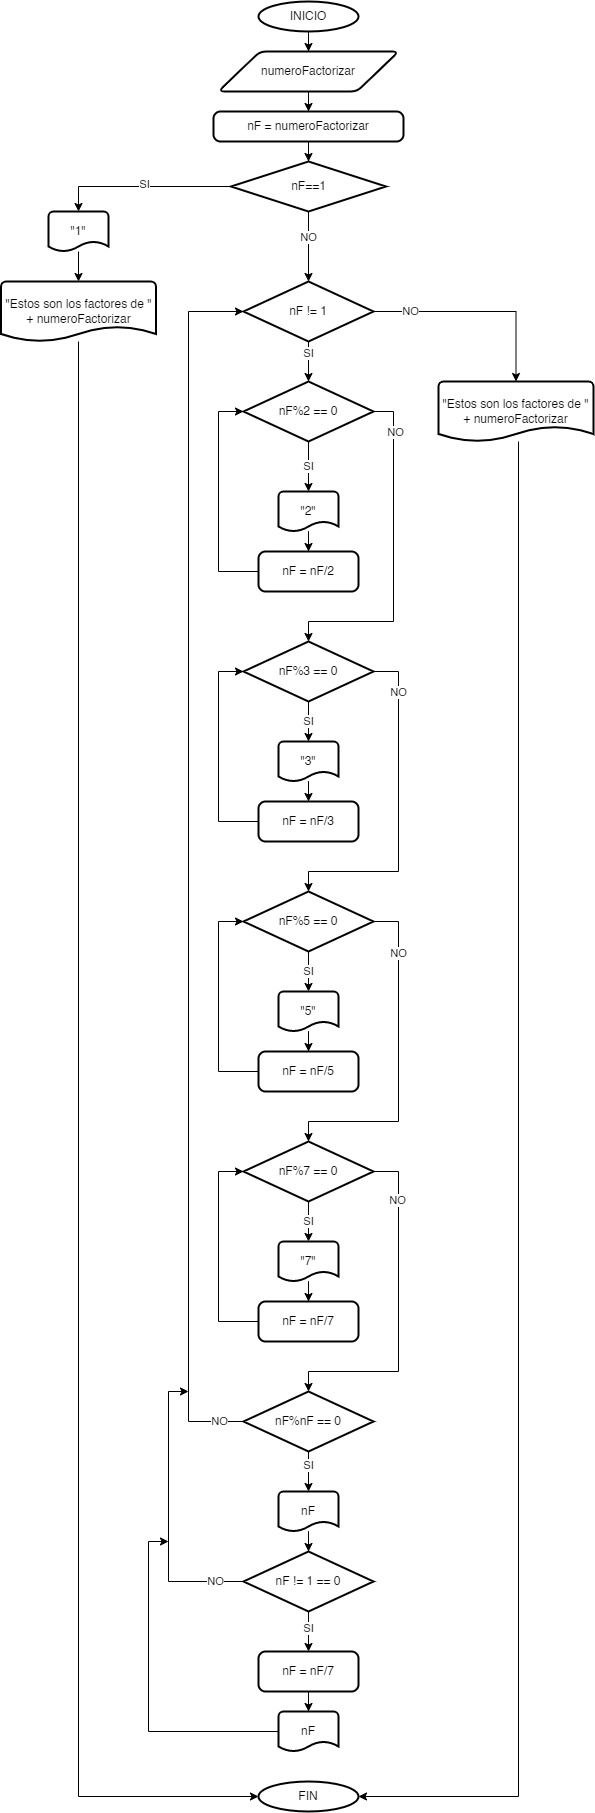 INICIO
numeroFactorizar
nF = numeroFactorizar
nF==1
SI
"1"
"Estos son los factores de "
+ numeroFactorizar
NO
nF != 1
NO
"Estos son los factores de "
+ numeroFactorizar
SI
nF%2 == 0
NO
SI
"2"
nF = nF/2
nF%3 == 0
NO
SI
"3"
nF = nF/3
nF%5 == 0
NO
SI
"5"
nF = nF/5
nF%7 == 0
NO
SI
"7"
nF = nF/7
nF%nF == 0
NO
SI
nF
nF != 1 == 0
NO
SI
nF = nF/7
nF
FIN